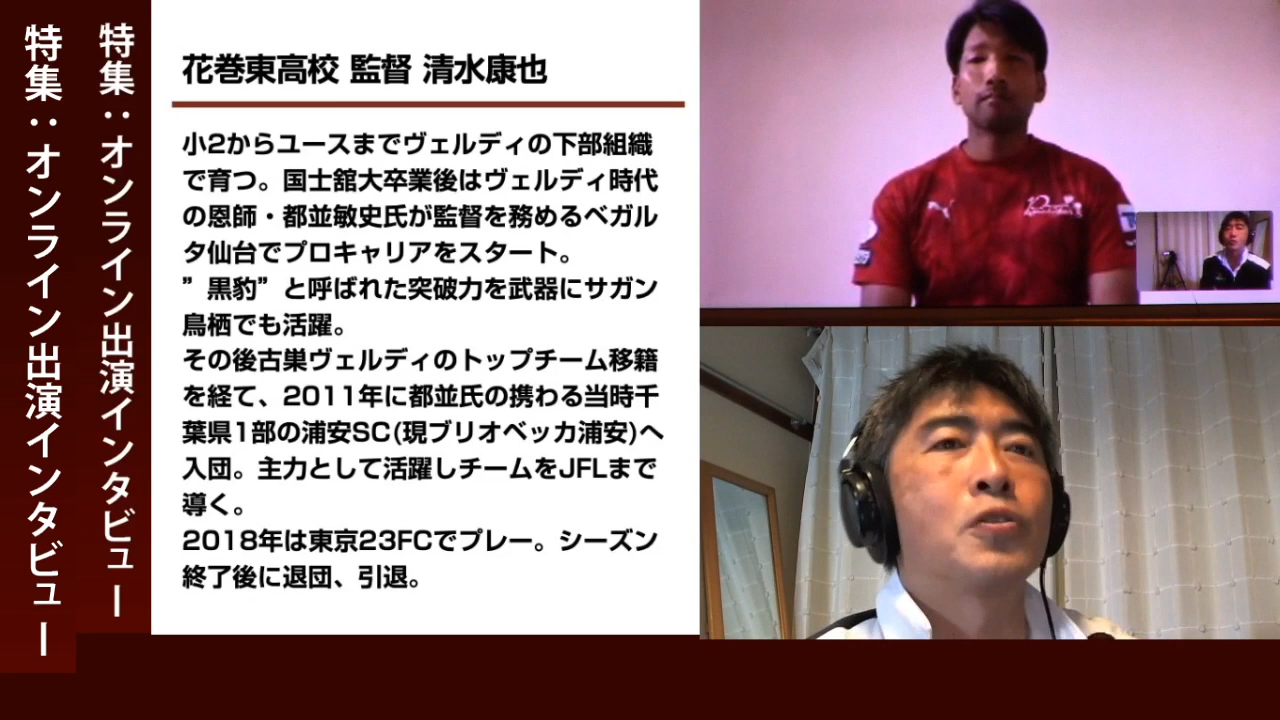 特集：オンライン出演インタビュー
特集：オンライン出演インタビュー
花巻東高校 監督 清水康也
小2からユースまでヴェルディの下部組織
で育つ。国士舘大卒業後はヴェルディ時代
の恩師・都並敏史氏が監督を務めるベガル
タ仙台でプロキャリアをスタート。
”黒豹”と呼ばれた突破力を武器にサガン
鳥栖でも活躍。
その後古巣ヴェルディのトップチーム移籍
を経て、2011年に都並氏の携わる当時千
葉県1部の浦安SC(現ブリオベッカ浦安)へ
入団。主力として活躍しチームをJFLまで
導く。
2018年は東京23FCでプレー。シーズン
終了後に退団、引退。